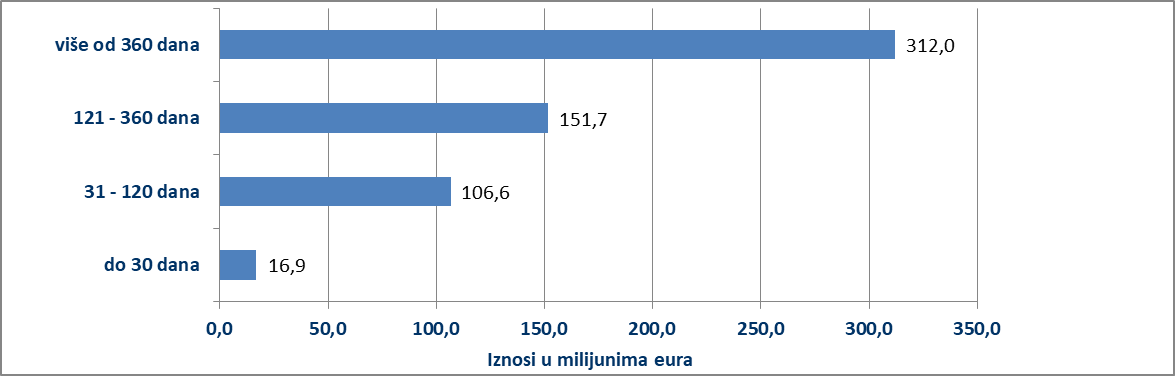 više od 360 dana
312,0
121 - 360 dana
151,7
31 - 120 dana
106,6
do 30 dana
16,9
0,0 50,0 100,0 150,0 200,0 250,0 300,0 350,0
Iznosi u milijunima eura